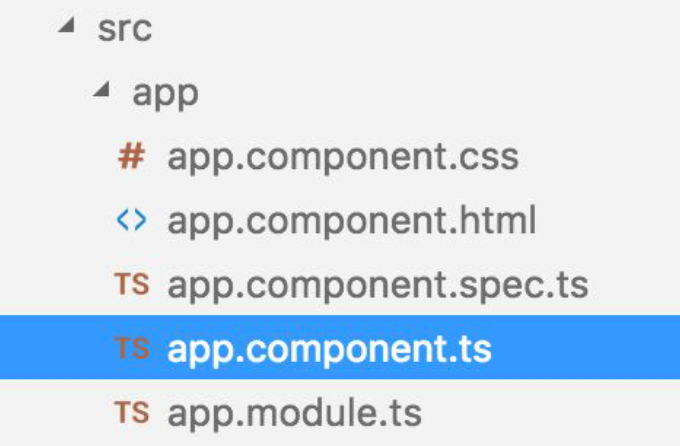 src
app
# app.component.css
<> app.component.html
TS app.component.spec.ts
TS app.component.ts
TS app.module.ts